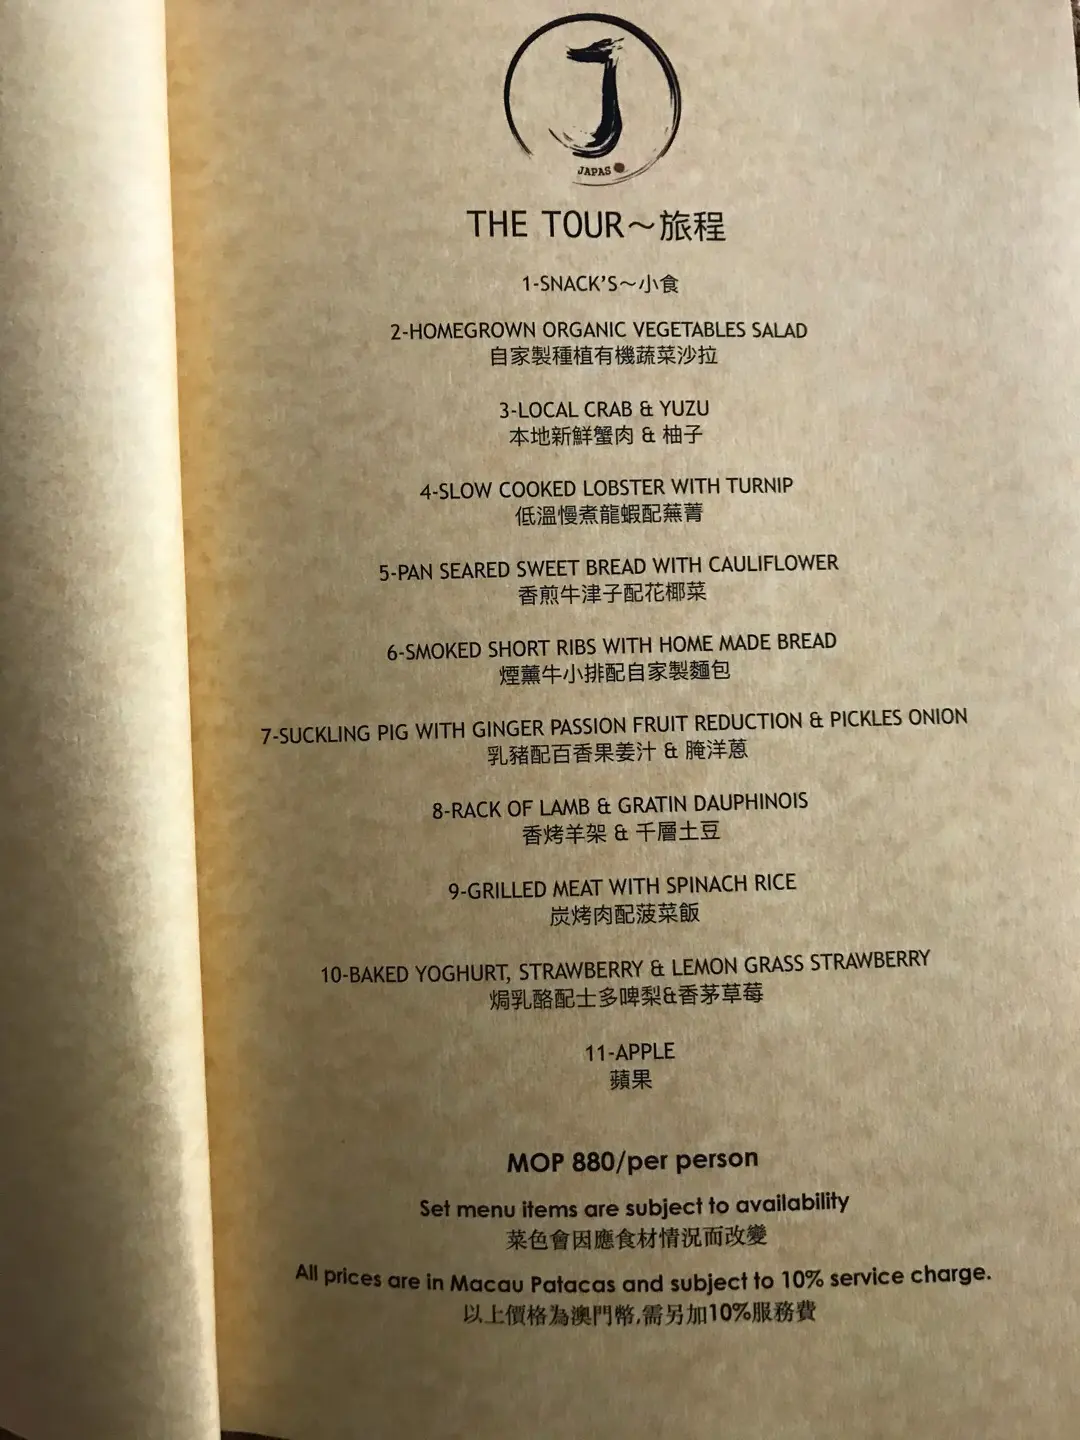 J
JAPAS
THE TOUR～旅程
1-SNACK'S～小食
2-HOMEGROWN ORGANIC VEGETABLES SALAD
自家製種植有機蔬菜沙拉
3-LOCAL CRAB & YUZU
本地新鮮蟹肉 & 柚子
4-SLOW COOKED LOBSTER WITH TURNIP
低溫慢煮龍蝦配蕪菁
5-PAN SEARED SWEET BREAD WITH CAULIFLOWER
香煎牛津子配花椰菜
6-SMOKED SHORT RIBS WITH HOME MADE BREAD
煙薰牛小排配自家製麵包
7-SUCKLING PIG WITH GINGER PASSION FRUIT REDUCTION & PICKLES ONION
乳豬配百香果姜汁 & 腌洋蔥
8-RACK OF LAMB & GRATIN DAUPHINOIS
香烤羊架 & 千層土豆
9-GRILLED MEAT WITH SPINACH RICE
炭烤肉配菠菜飯
10-BAKED YOGHURT, STRAWBERRY & LEMON GRASS STRAWBERRY
焗乳酪配士多啤梨&香茅草莓
11-APPLE
蘋果
MOP 880/per person
Set menu items are subject to availability
菜色會因應食材情況而改變
All prices are in Macau Patacas and subject to 10% service charge.
以上價格為澳門幣,需另加10%服務費